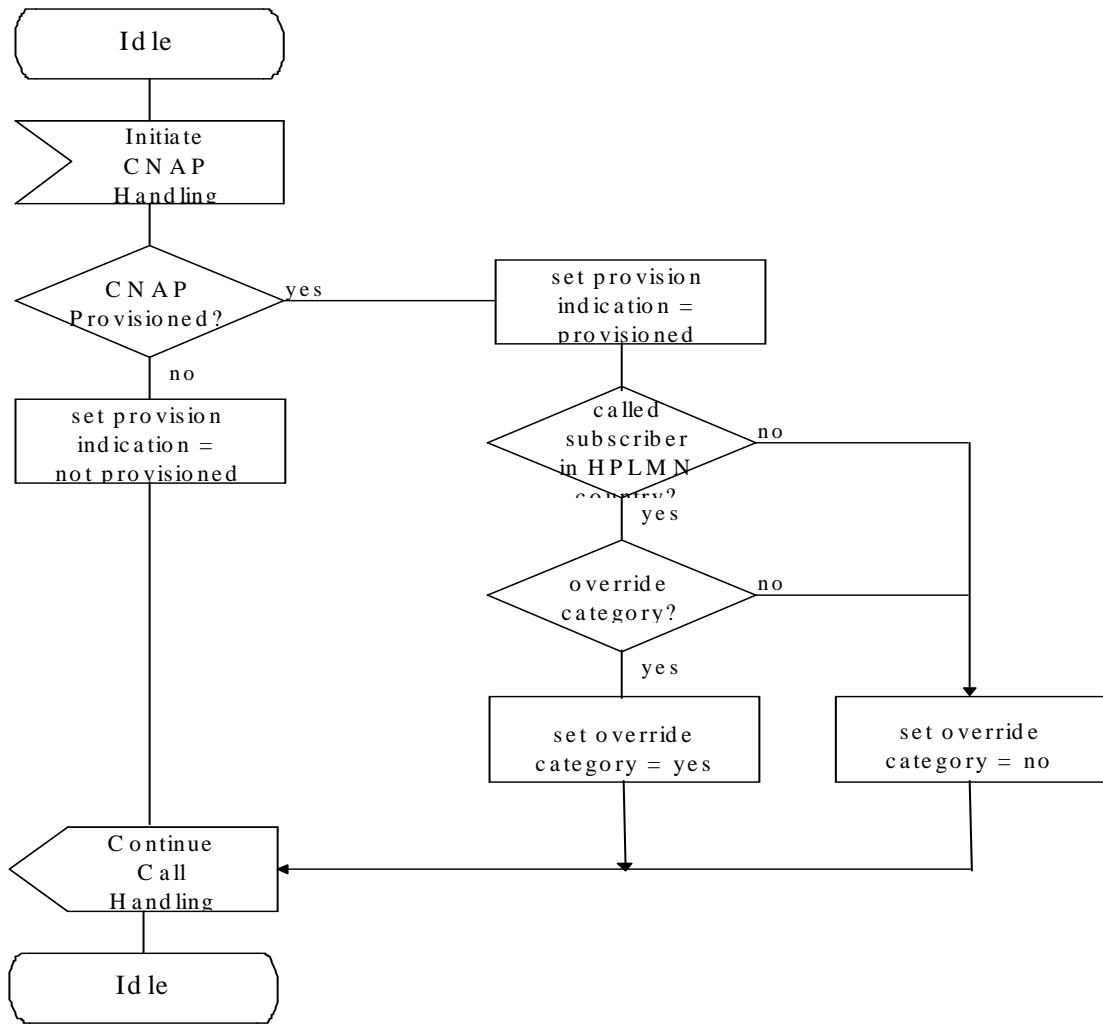 Idle
Initiate
CNAP
Handling
CNAP
Provisioned?
yes
set provision
indication =
provisioned
no
set provision
indication =
not provisioned
called
subscriber
in HPLMN
country?
no
yes
override
category?
no
yes
set override
category = yes
set override
category = no
Continue
Call
Handling
Idle